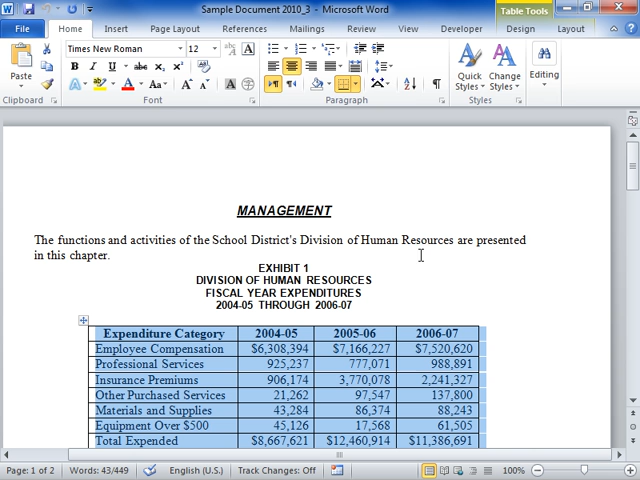 Sample Document 2010_3 - Microsoft Word
Table Tools
File Home Insert Page Layout References Mailings Review View Developer Design Layout
Times New Roman 12
Paste
Quick Styles
Change Styles
Editing
Clipboard Font Paragraph Styles
MANAGEMENT
The functions and activities of the School District's Division of Human Resources are presented
in this chapter.
EXHIBIT 1
DIVISION OF HUMAN RESOURCES
FISCAL YEAR EXPENDITURES
2004-05 THROUGH 2006-07
Expenditure Category 2004-05 2005-06 2006-07
Employee Compensation $6,308,394 $7,166,227 $7,520,620
Professional Services 925,237 777,071 988,891
Insurance Premiums 906,174 3,770,078 2,241,327
Other Purchased Services 21,262 97,547 137,800
Materials and Supplies 43,284 86,374 88,243
Equipment Over $500 45,126 17,568 61,505
Total Expended $8,667,621 $12,460,914 $11,386,691
Page: 1 of 2 Words: 43/449 English (U.S.) Track Changes: Off 100%